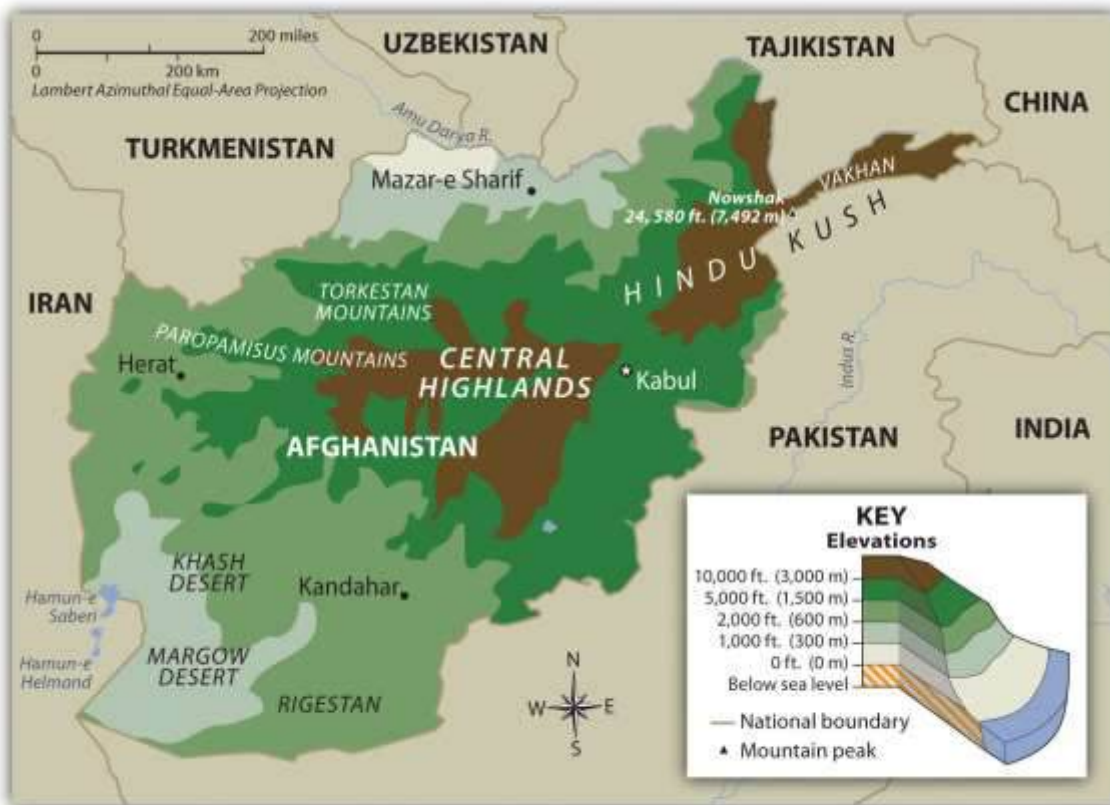 0 200 miles
0 200 km
Lambert Azimuthal Equal-Area Projection
UZBEKISTAN
TAJIKISTAN
CHINA
TURKMENISTAN
Amu Darya R.
Mazar-e Sharif
VAKHAN
Nowshak
24, 580 ft. (7,492 m)
HINDU KUSH
IRAN
TORKESTAN
MOUNTAINS
PAROPAMISUS MOUNTAINS
Herat
CENTRAL
HIGHLANDS
Kabul
Indus R.
AFGHANISTAN
PAKISTAN
INDIA
KHASH
DESERT
Kandahar
Hamun-e
Saberi
Hamun-e
Helmand
MARGOW
DESERT
RIGESTAN
N
W E
S
KEY
Elevations
10,000 ft. (3,000 m)
5,000 ft. (1,500 m)
2,000 ft. (600 m)
1,000 ft. (300 m)
0 ft. (0 m)
Below sea level
National boundary
Mountain peak